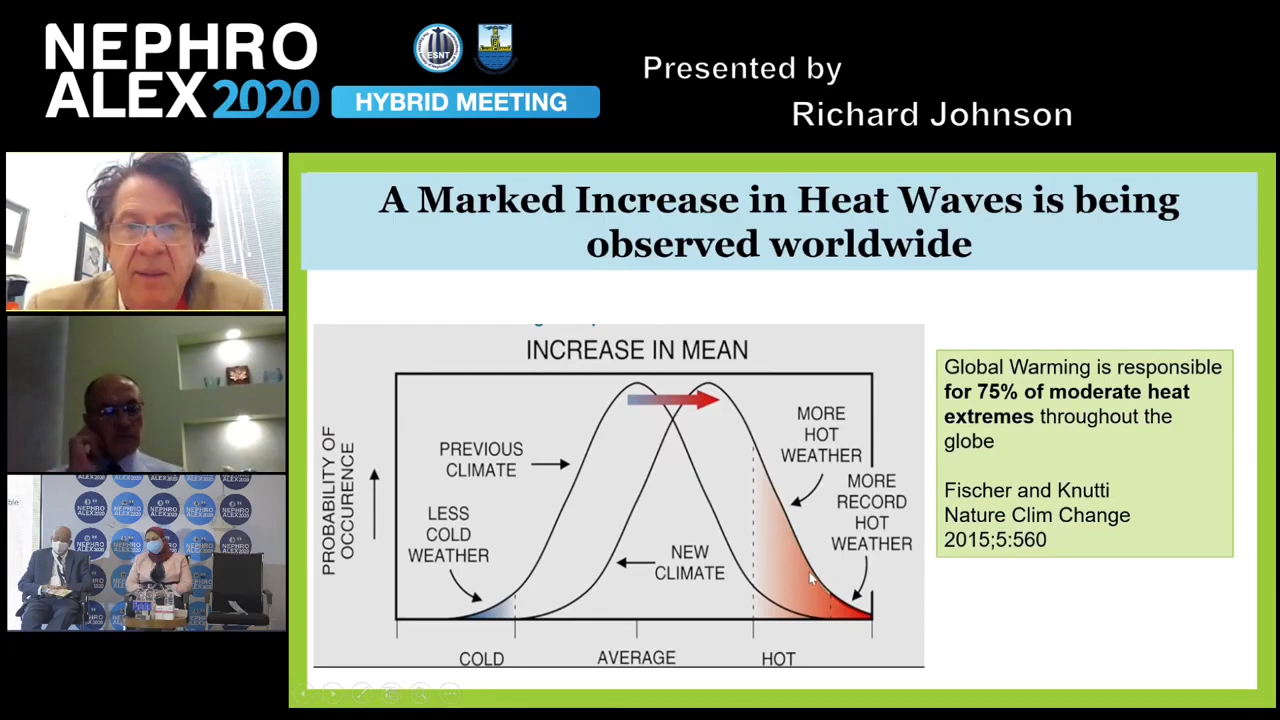 NEPHRO
ALEX2020
HYBRID MEETING
ESNT
Presented by
Richard Johnson
A Marked Increase in Heat Waves is being
observed worldwide
INCREASE IN MEAN
PROBABILITY OF
OCCURENCE
PREVIOUS
CLIMATE
LESS
COLD
WEATHER
NEW
CLIMATE
MORE
HOT
WEATHER
MORE
RECORD
HOT
WEATHER
COLD
AVERAGE
HOT
Global Warming is responsible
for 75% of moderate heat
extremes throughout the
globe
Fischer and Knutti
Nature Clim Change
2015;5:560